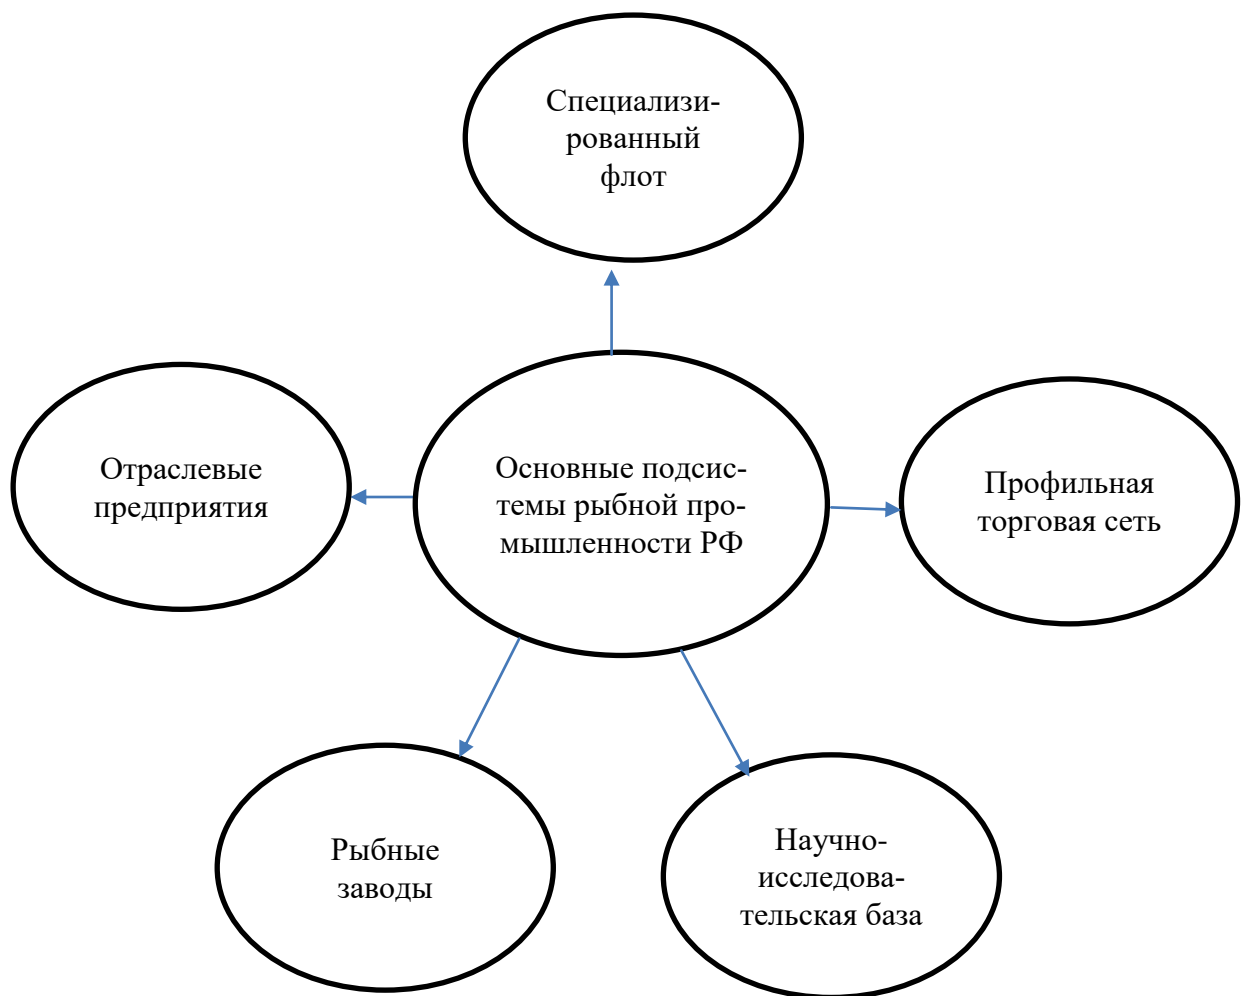 Специализи-
рованный
флот
Отраслевые
предприятия
Основные подсис-
темы рыбной про-
мышленности РФ
Профильная
торговая сеть
Рыбные
заводы
Научно-
исследова-
тельская база